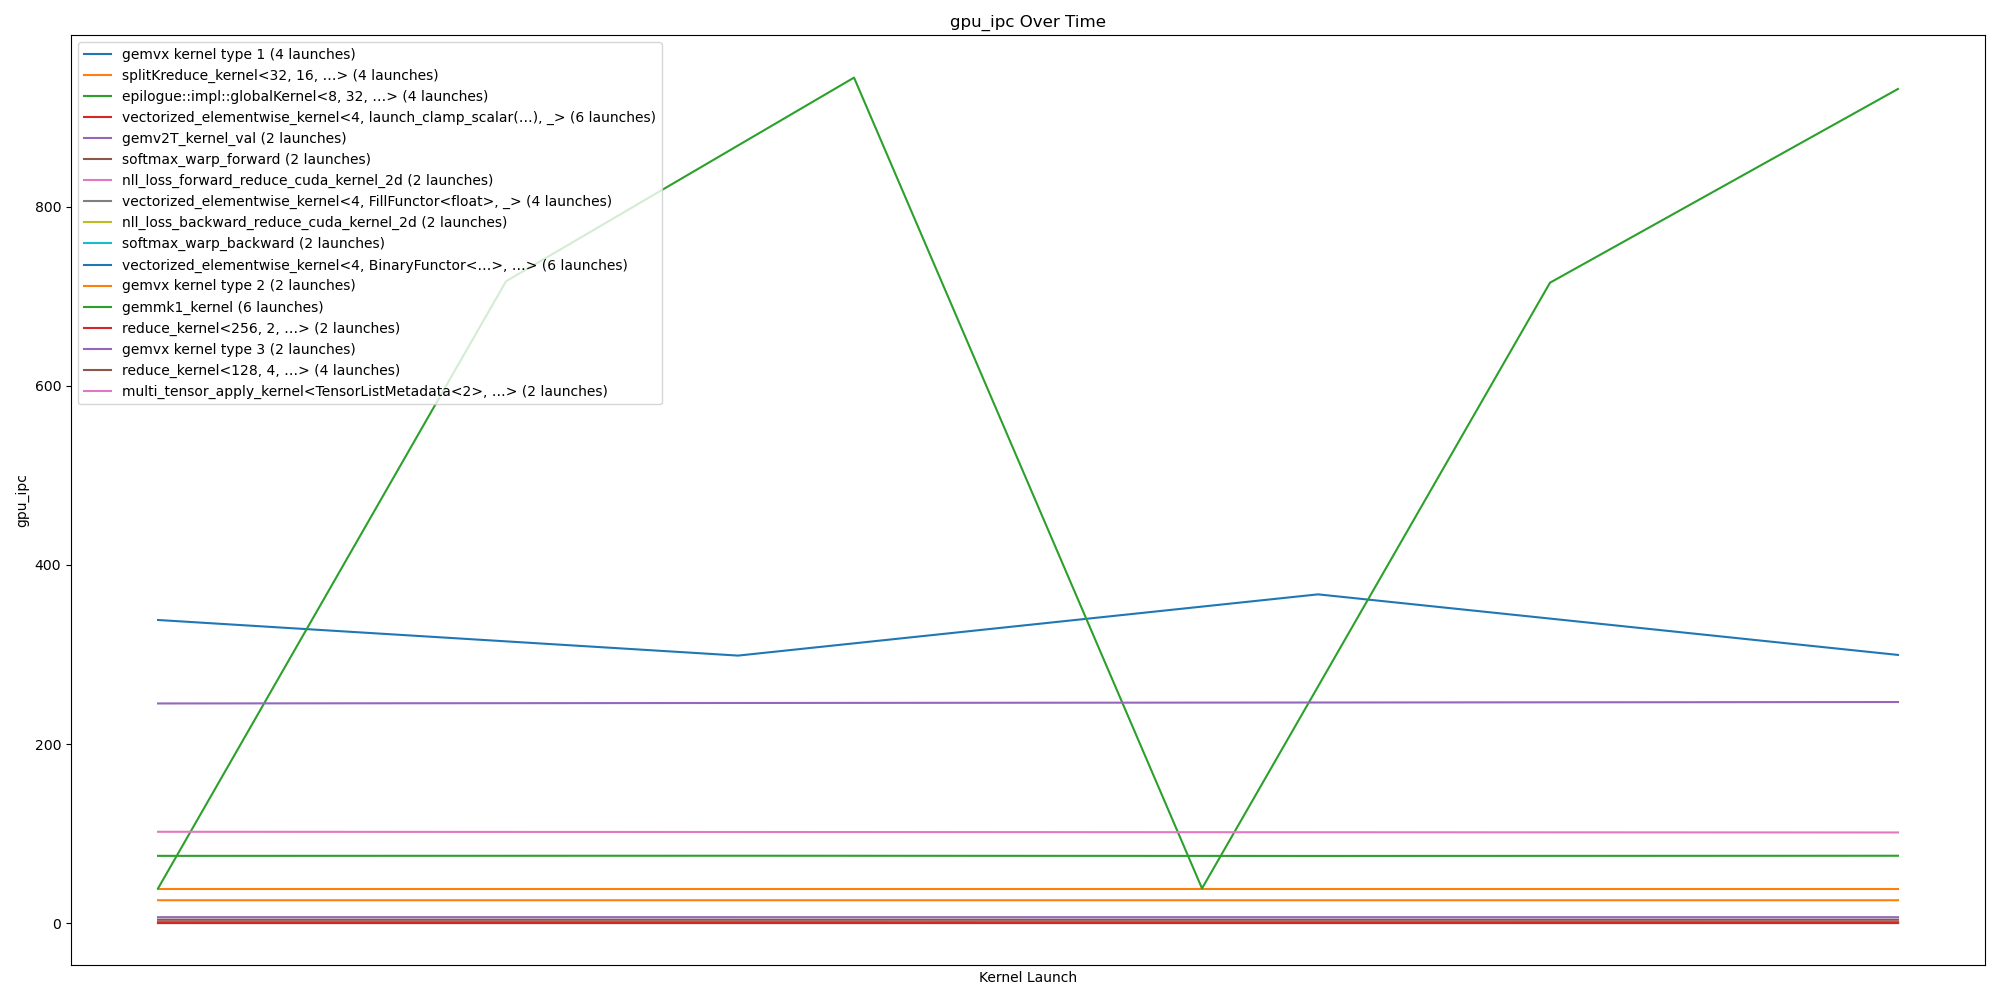 gpu_ipc Over Time
gemvx kernel type 1 (4 launches)
splitKreduce_kernel<32, 16, ...> (4 launches)
epilogue::impl::globalKernel<8, 32, ...> (4 launches)
vectorized_elementwise_kernel<4, launch_clamp_scalar(...), _> (6 launches)
gemv2T_kernel_val (2 launches)
softmax_warp_forward (2 launches)
nll_loss_forward_reduce_cuda_kernel_2d (2 launches)
vectorized_elementwise_kernel<4, FillFunctor<float>, _> (4 launches)
nll_loss_backward_reduce_cuda_kernel_2d (2 launches)
softmax_warp_backward (2 launches)
vectorized_elementwise_kernel<4, BinaryFunctor<...>, ...> (6 launches)
gemvx kernel type 2 (2 launches)
gemmk1_kernel (6 launches)
reduce_kernel<256, 2, ...> (2 launches)
gemvx kernel type 3 (2 launches)
reduce_kernel<128, 4, ...> (4 launches)
multi_tensor_apply_kernel<TensorListMetadata<2>, ...> (2 launches)
800
600
400
200
0
gpu_ipc
Kernel Launch